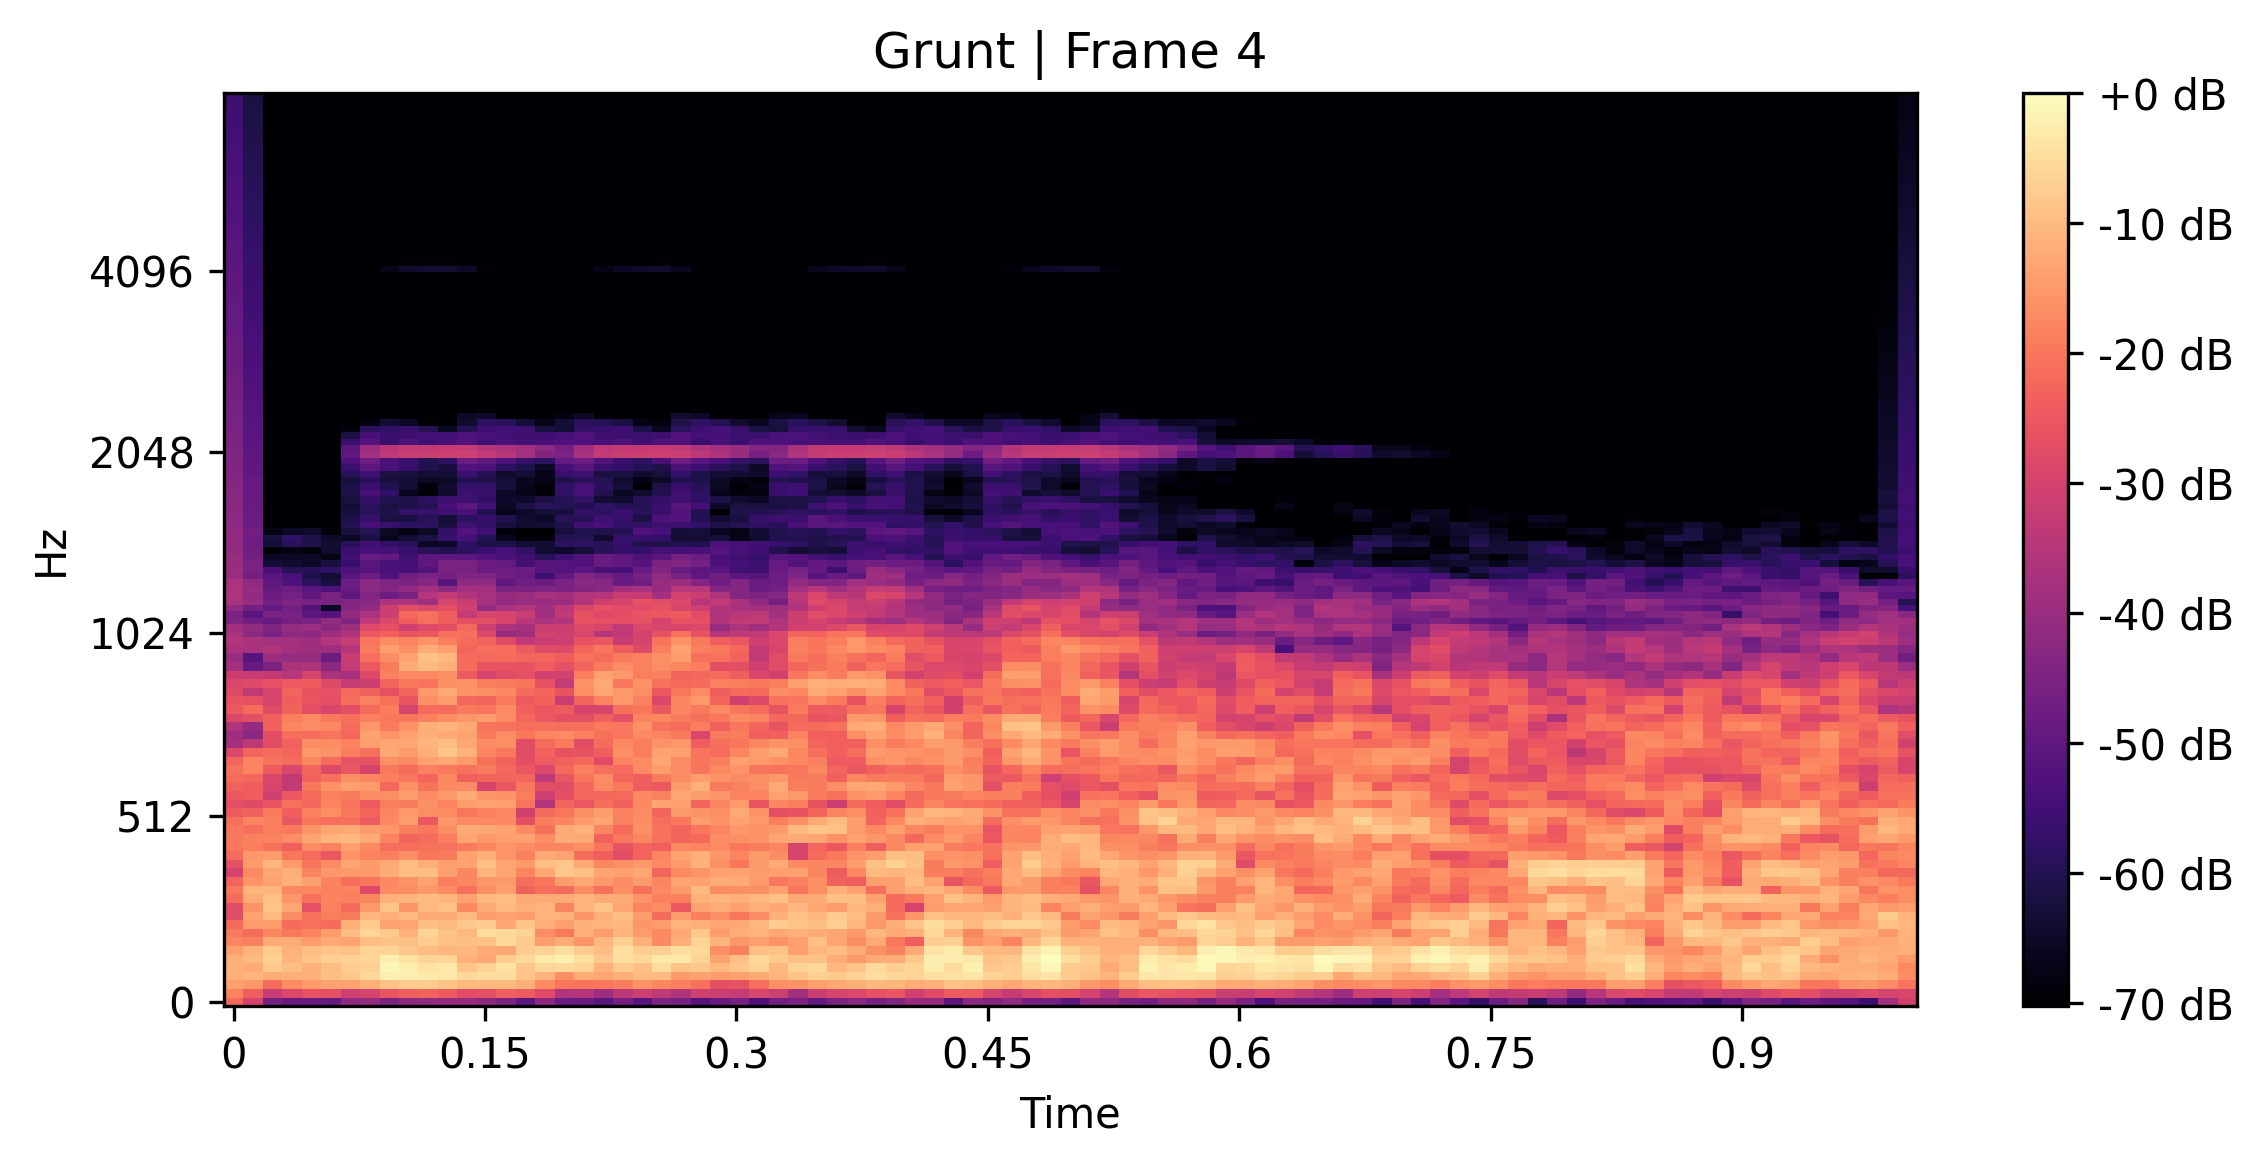 Grunt | Frame 4
+0 dB
-10 dB
-20 dB
-30 dB
-40 dB
-50 dB
-60 dB
-70 dB
4096
2048
1024
512
0
Hz
0 0.15 0.3 0.45 0.6 0.75 0.9
Time